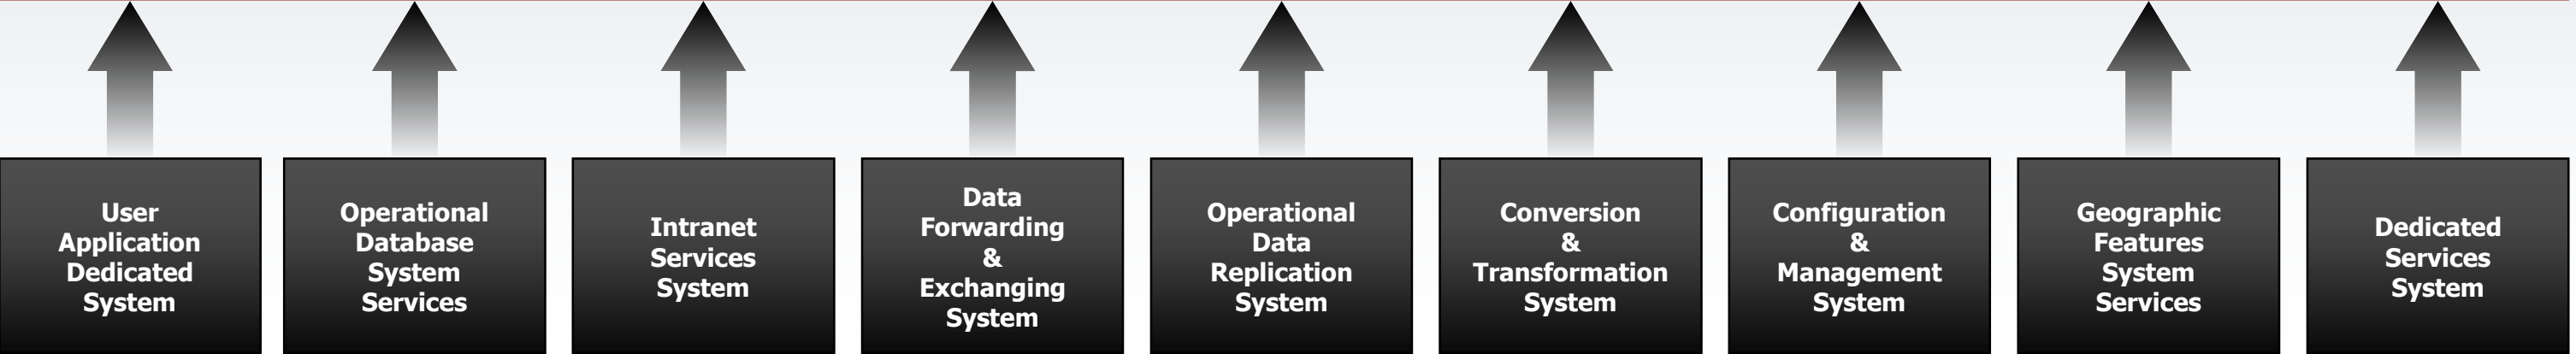 User
Application
Dedicated
System
Operational
Database
System
Services
Intranet
Services
System
Data
Forwarding
&
Exchanging
System
Operational
Data
Replication
System
Conversion
&
Transformation
System
Configuration
&
Management
System
Geographic
Features
System
Services
Dedicated
Services
System